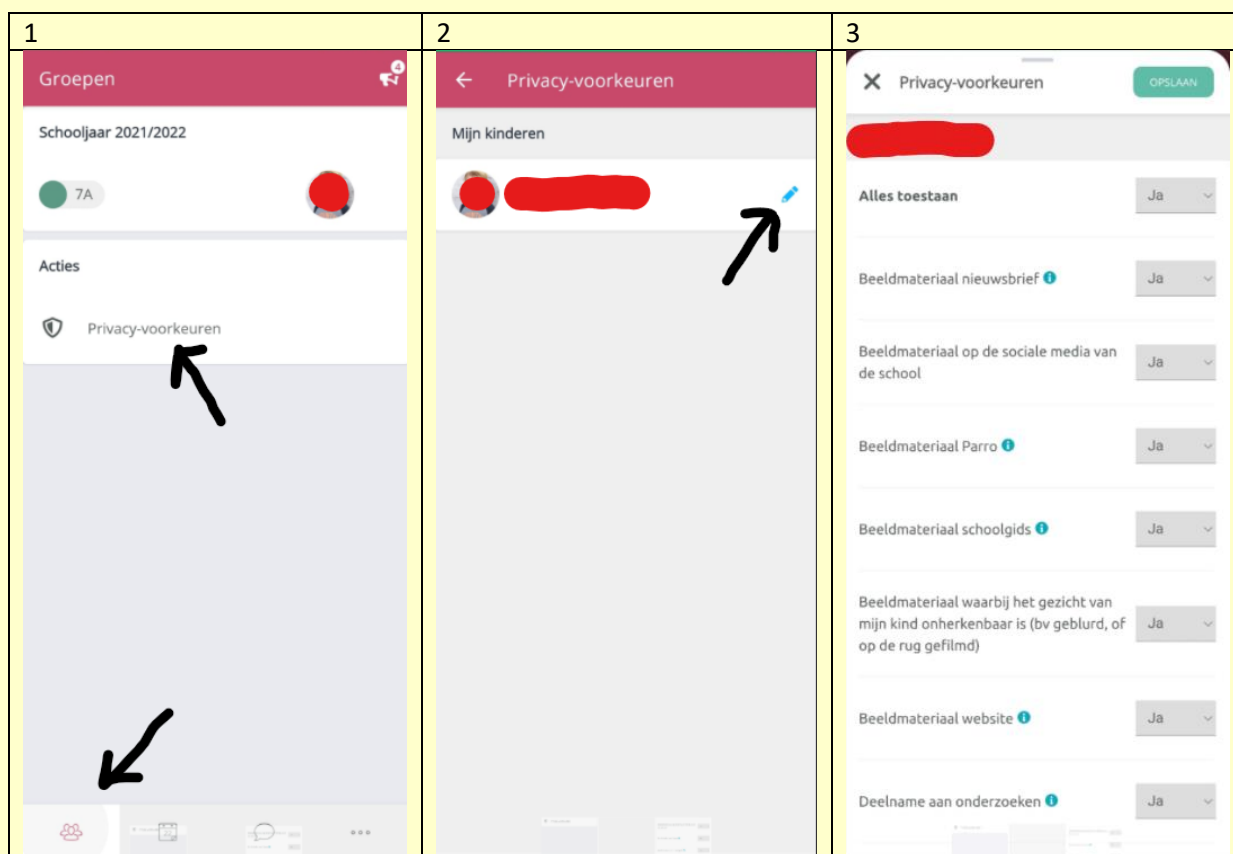 1
2
3
Groepen
4
Schooljaar 2021/2022
7A
Acties
Privacy-voorkeuren
Privacy-voorkeuren
Mijn kinderen
Privacy-voorkeuren
OPSLAAN
Alles toestaan
Ja
Beeldmateriaal nieuwsbrief
Ja
Beeldmateriaal op de sociale media van
de school
Ja
Beeldmateriaal Parro
Ja
Beeldmateriaal schoolgids
Ja
Beeldmateriaal waarbij het gezicht van
mijn kind onherkenbaar is (bv geblurd, of
op de rug gefilmd)
Ja
Beeldmateriaal website
Ja
Deelname aan onderzoeken
Ja